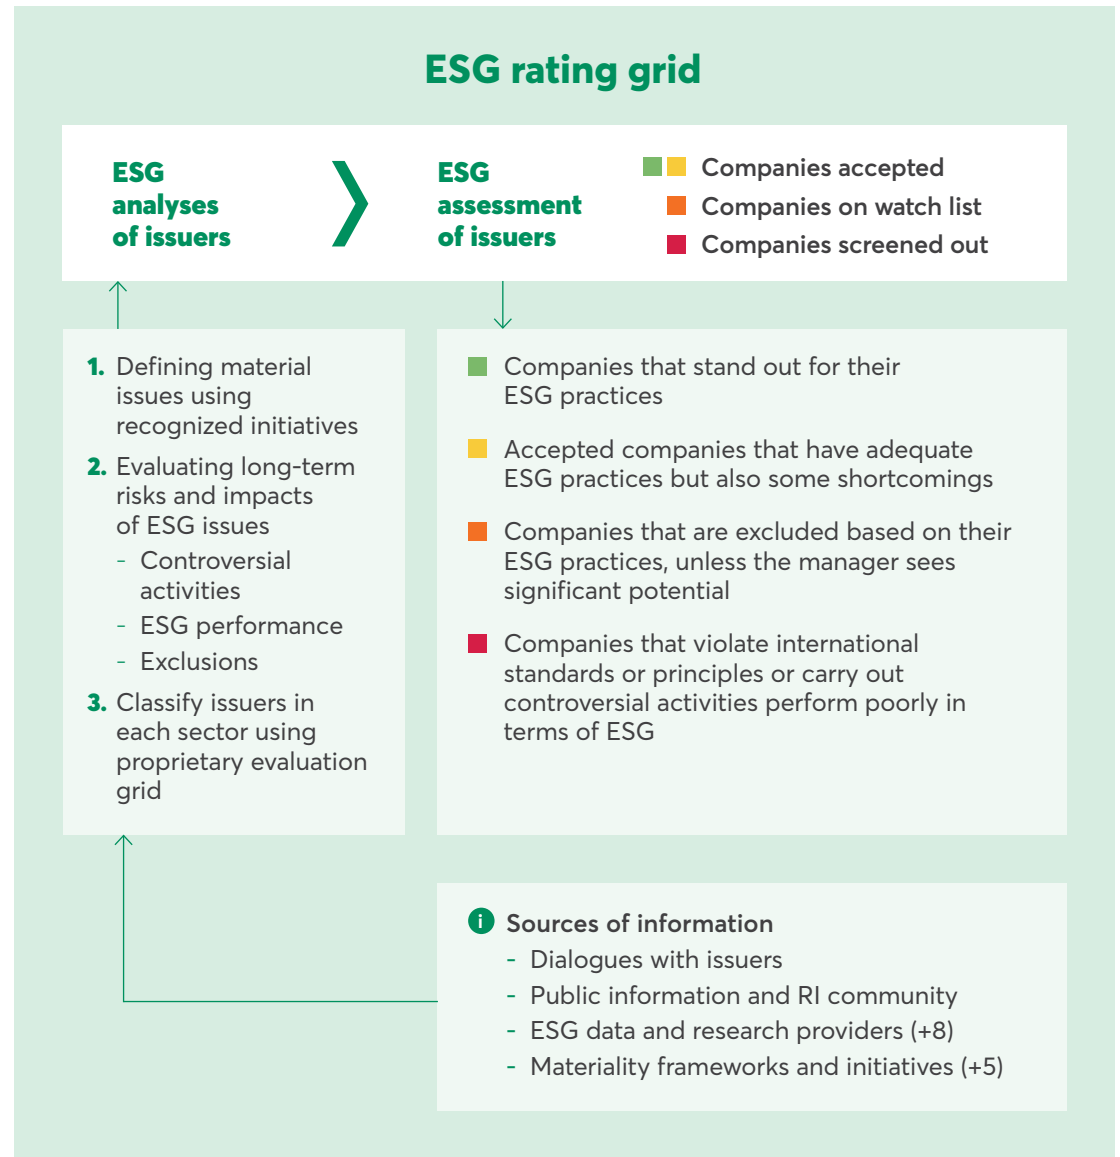 ESG rating grid
ESG
analyses
of issuers
ESG
assessment
of issuers
Companies accepted
Companies on watch list
Companies screened out
1. Defining material
issues using
recognized initiatives
2. Evaluating long-term
risks and impacts
of ESG issues
- Controversial
activities
- ESG performance
- Exclusions
3. Classify issuers in
each sector using
proprietary evaluation
grid
Companies that stand out for their
ESG practices
Accepted companies that have adequate
ESG practices but also some shortcomings
Companies that are excluded based on their
ESG practices, unless the manager sees
significant potential
Companies that violate international
standards or principles or carry out
controversial activities perform poorly in
terms of ESG
i Sources of information
- Dialogues with issuers
- Public information and RI community
- ESG data and research providers (+8)
- Materiality frameworks and initiatives (+5)